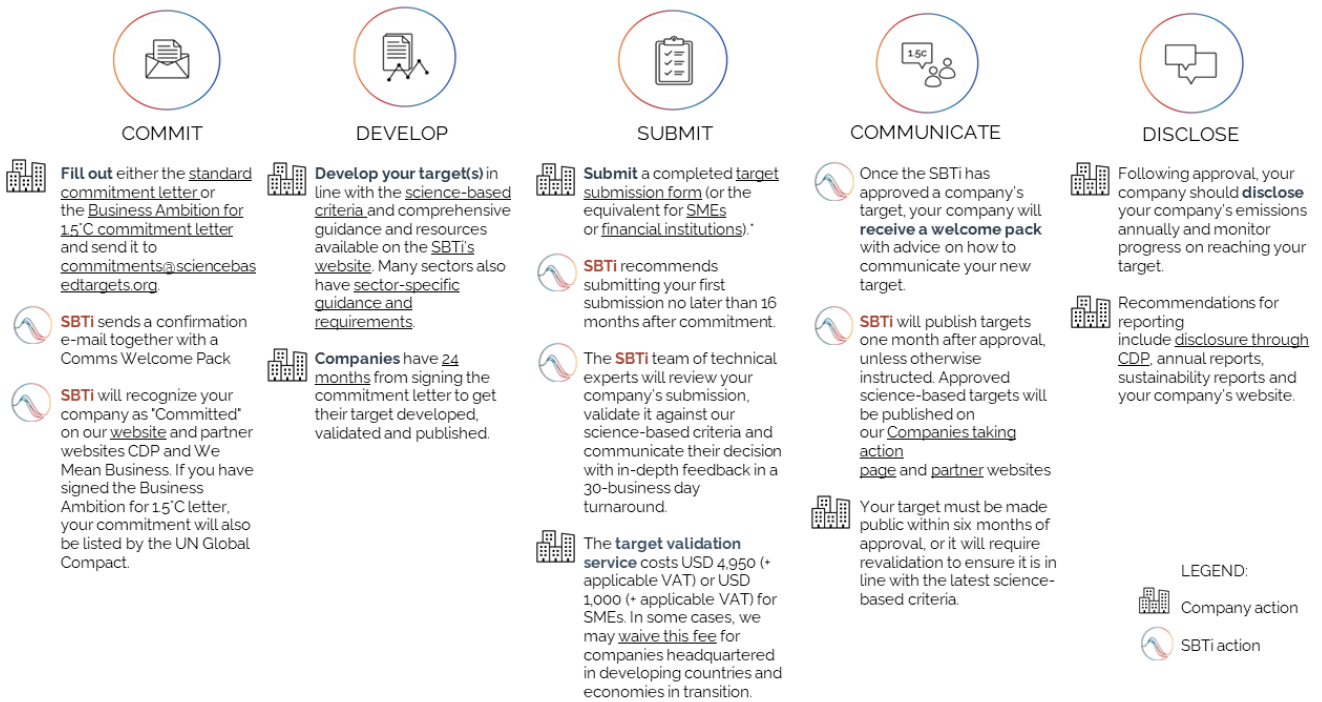 1.5C
COMMIT
Fill out either the standard
commitment letter or
the Business Ambition for
1.5°C commitment letter
and send it to
commitments@sciencebas
edtargets.org.
SBTi sends a confirmation
e-mail together with a
Comms Welcome Pack
SBTi will recognize your
company as "Committed"
on our website and partner
websites CDP and We
Mean Business. If you have
signed the Business
Ambition for 1.5°C letter,
your commitment will also
be listed by the UN Global
Compact.
DEVELOP
Develop your target(s) in
line with the science-based
criteria and comprehensive
guidance and resources
available on the SBTi's
website. Many sectors also
have sector-specific
guidance and
requirements.
Companies have 24
months from signing the
commitment letter to get
their target developed,
validated and published.
SUBMIT
Submit a completed target
submission form (or the
equivalent for SMEs
or financial institutions).*
SBTi recommends
submitting your first
submission no later than 16
months after commitment.
The SBTi team of technical
experts will review your
company's submission,
validate it against our
science-based criteria and
communicate their decision
with in-depth feedback in a
30-business day
turnaround.
The target validation
service costs USD 4,950 (+
applicable VAT) or USD
1,000 (+ applicable VAT) for
SMEs. In some cases, we
may waive this fee for
companies headquartered
in developing countries and
economies in transition.
COMMUNICATE
Once the SBTi has
approved a company's
target, your company will
receive a welcome pack
with advice on how to
communicate your new
target.
SBTi will publish targets
one month after approval,
unless otherwise
instructed. Approved
science-based targets will
be published on
our Companies taking
action
page and partner websites
Your target must be made
public within six months of
approval, or it will require
revalidation to ensure it is in
line with the latest science-
based criteria.
DISCLOSE
Following approval, your
company should disclose
your company's emissions
annually and monitor
progress on reaching your
target.
Recommendations for
reporting
include disclosure through
CDP, annual reports,
sustainability reports and
your company's website.
LEGEND:
Company action
SBTi action